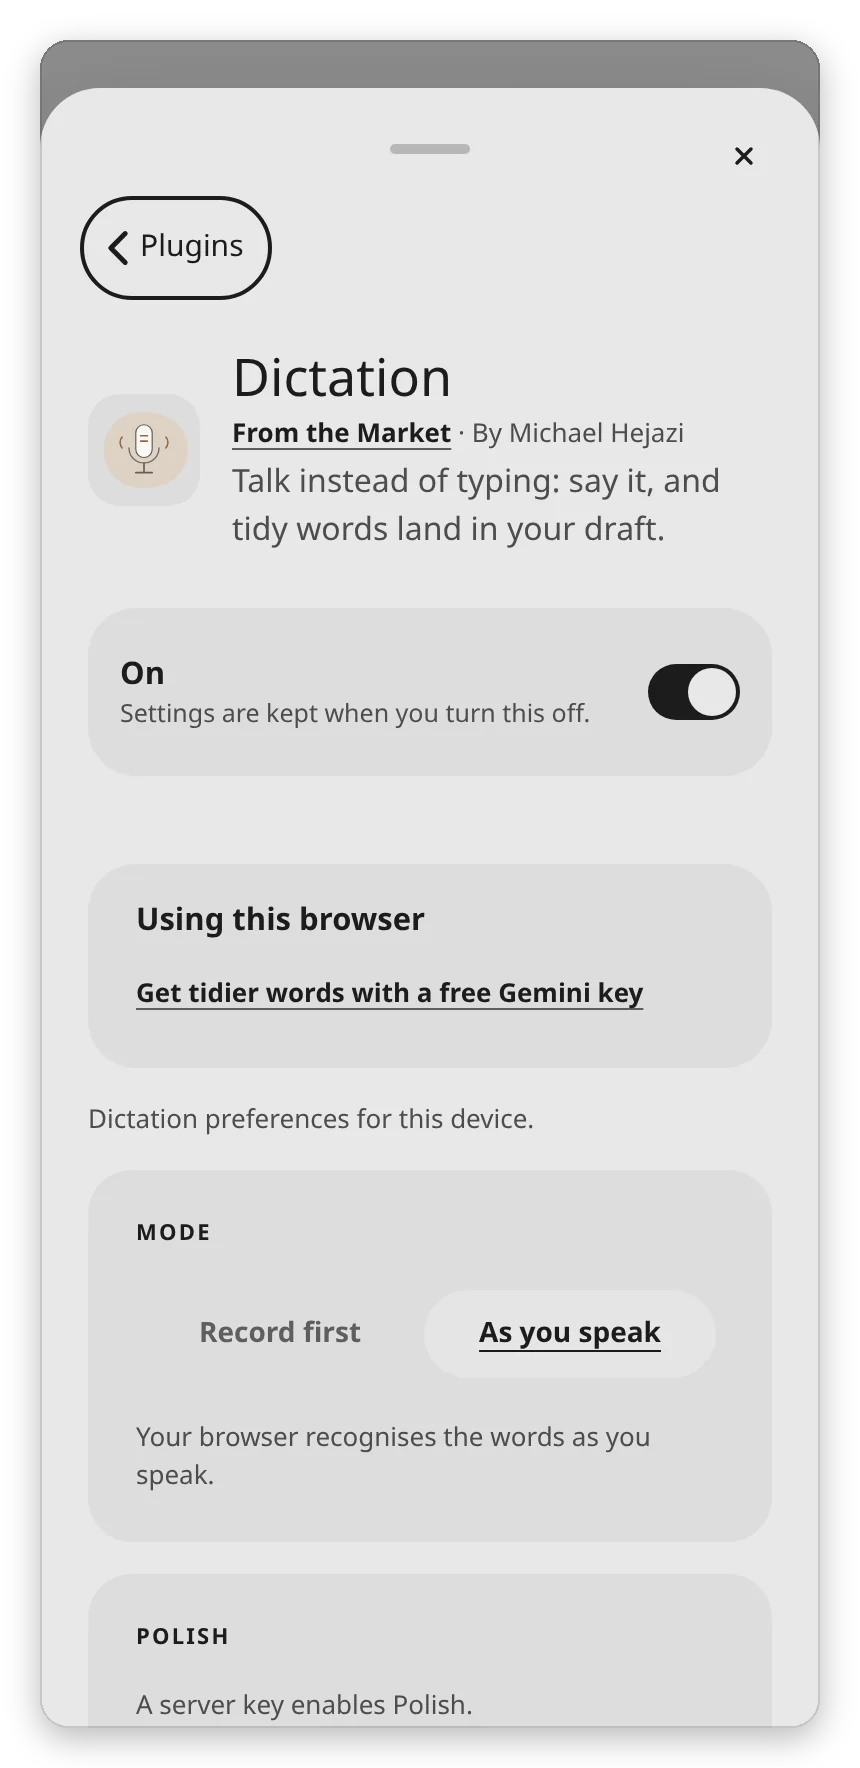 Plugins
Dictation
From the Market · By Michael Hejazi
Talk instead of typing: say it, and
tidy words land in your draft.
On
Settings are kept when you turn this off.
Using this browser
Get tidier words with a free Gemini key
Dictation preferences for this device.
MODE
Record first
As you speak
Your browser recognises the words as you
speak.
POLISH
A server key enables Polish.